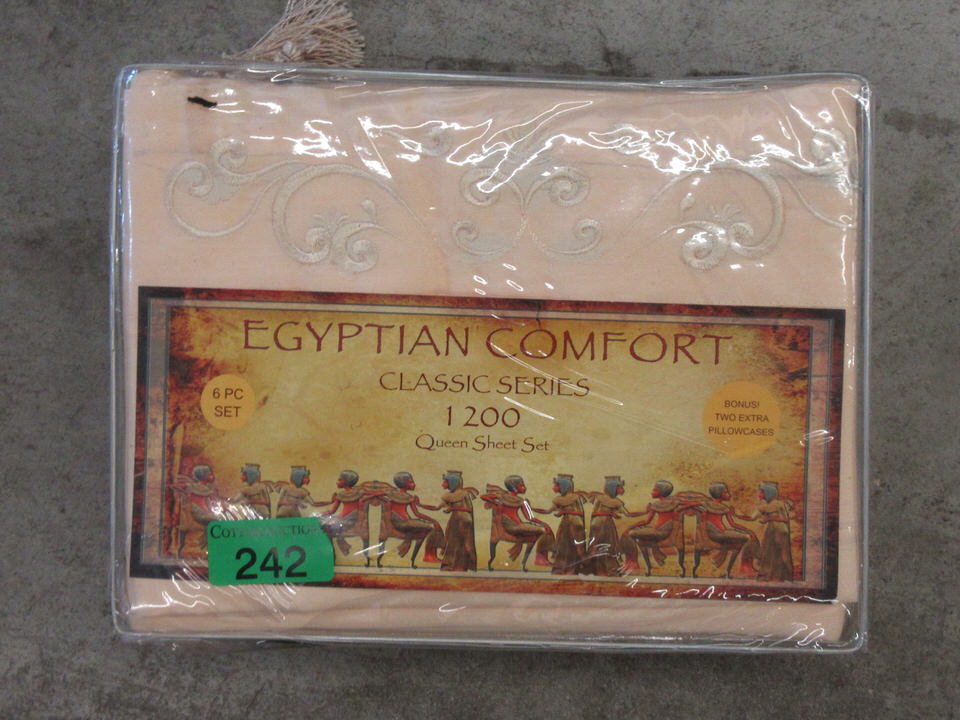 EGYPTIAN COMFORT
CLASSIC SERIES
1200
Queen Sheet Set
6 PC
SET
BONUS!
TWO EXTRA
PILLOWCASES
242